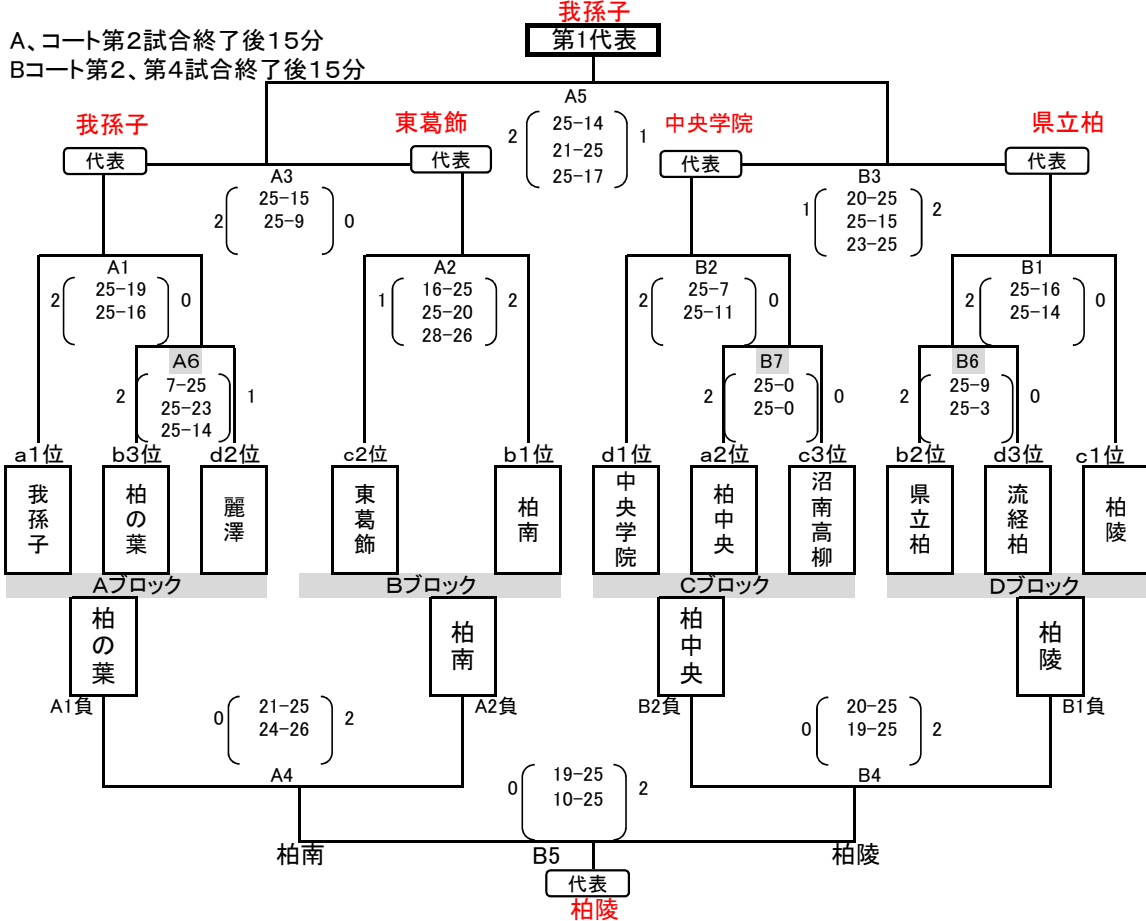 我孫子
第1代表
A、コート第2試合終了後15分
Bコート第2、第4試合終了後15分
A5
2 25-14 1
21-25
25-17
我孫子 東葛飾 中央学院 県立柏
代表 代表 代表 代表
A3 B3
2 25-15 0
25-9
1 20-25 2
25-15
23-25
A1 A2 B2 B1
2 25-19 0
25-16
1 16-25 2
25-20
28-26
2 25-7 0
25-11
2 25-16 0
25-14
A6 B7 B6
2 7-25 1
25-23
25-14
2 25-0 0
25-0
2 25-9 0
25-3
a1位 b3位 d2位 c2位 b1位 d1位 a2位 c3位 b2位 d3位 c1位
我孫子 柏の葉 麗澤 東葛飾 柏南 中央学院 柏中央 沼南高柳 県立柏 流経柏 柏陵
Aブロック Bブロック Cブロック Dブロック
柏の葉 柏南 柏中央 柏陵
A1負 A2負 B2負 B1負
0 21-25 2
24-26
0 20-25 2
19-25
A4 B4
0 19-25 2
10-25
柏南 B5 柏陵
代表
柏陵